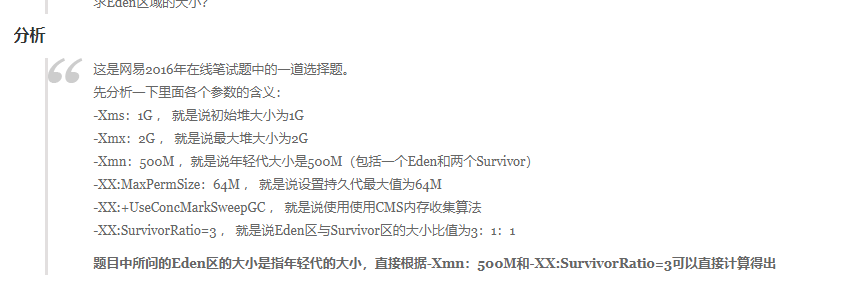 求Eden区域的大小？
分析
这是网易2016年在线笔试题中的一道选择题。
先分析一下里面各个参数的含义：
-Xms：1G ， 就是说初始堆大小为1G
-Xmx：2G ， 就是说最大堆大小为2G
-Xmn：500M ，就是说年轻代大小是500M（包括一个Eden和两个Survivor）
-XX:MaxPermSize：64M ， 就是说设置持久代最大值为64M
-XX:+UseConcMarkSweepGC ， 就是说使用使用CMS内存收集算法
-XX:SurvivorRatio=3 ， 就是说Eden区与Survivor区的大小比值为3：1：1
题目中所问的Eden区的大小是指年轻代的大小，直接根据-Xmn：500M和-XX:SurvivorRatio=3可以直接计算得出